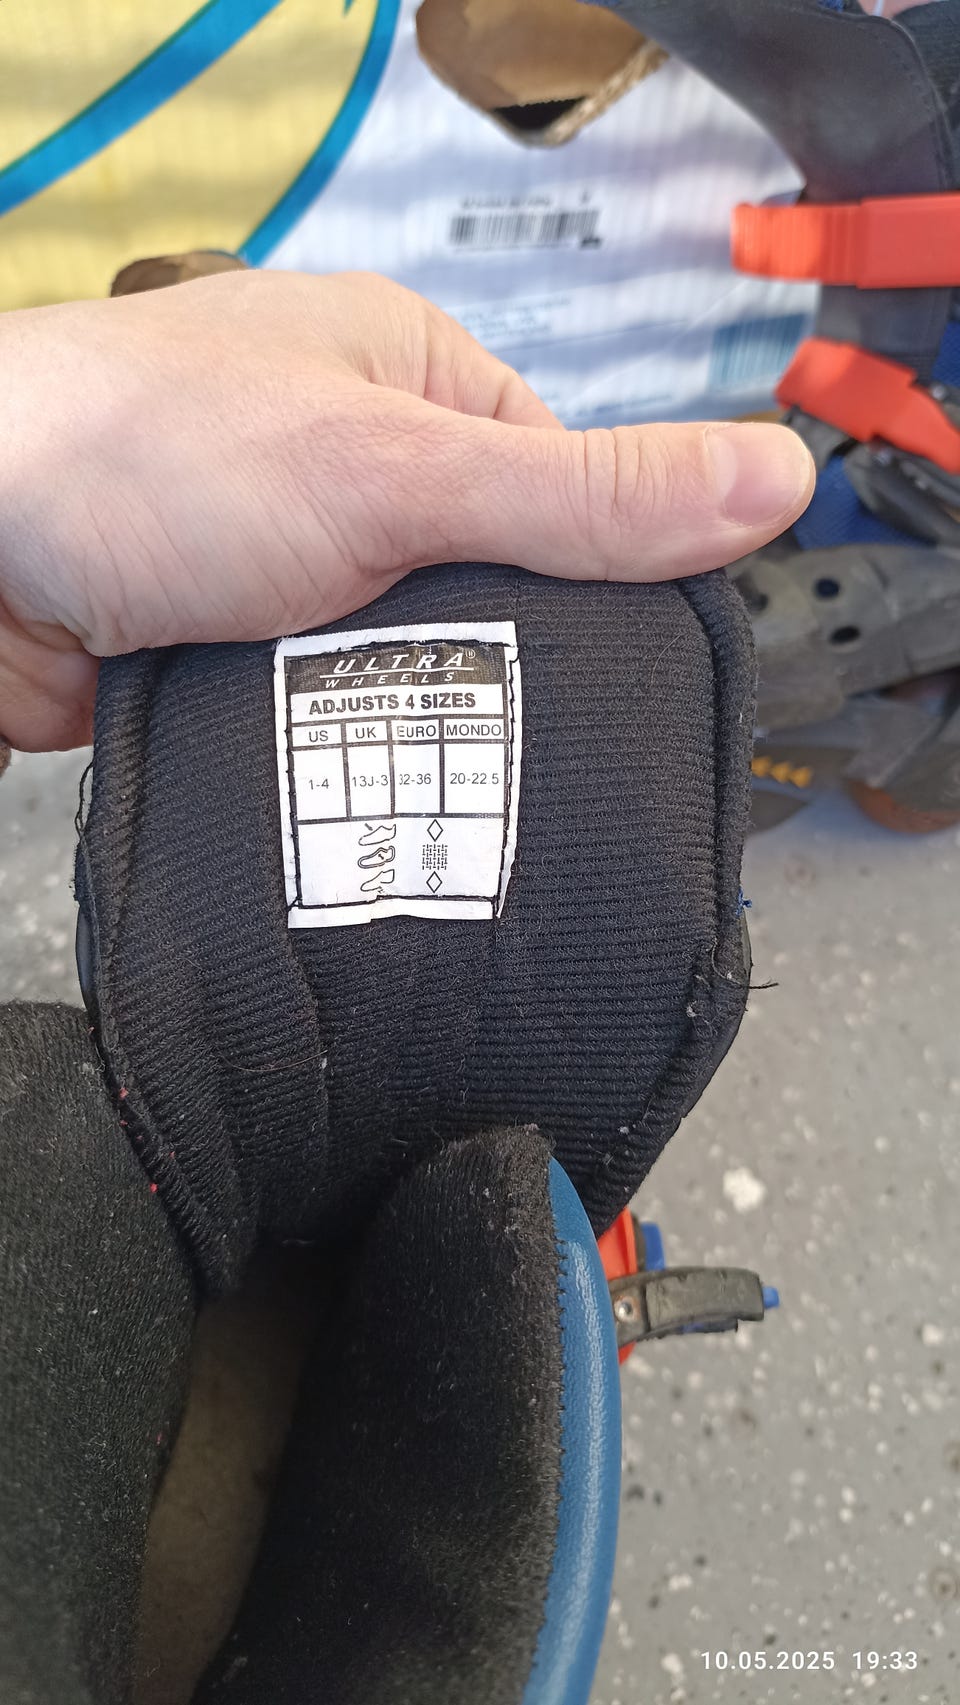 ULTRA®
WHEELS
ADJUSTS 4 SIZES
US UK EURO MONDO
1-4 13J-3 32-36 20-22 5
10.05.2025 19:33